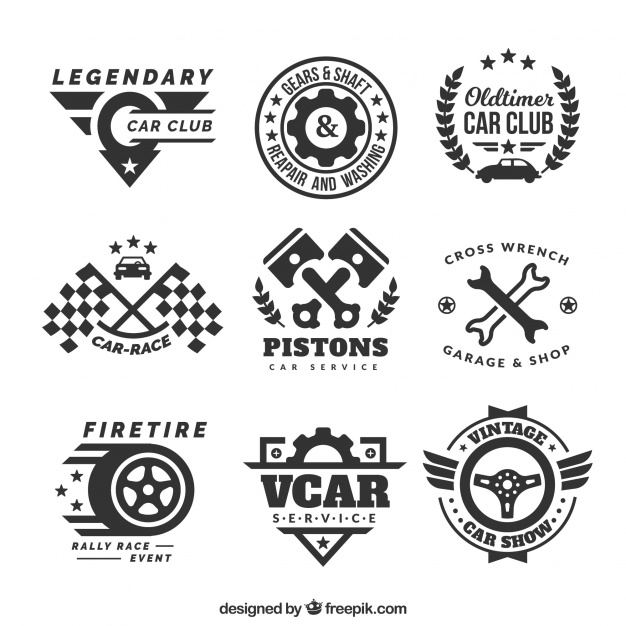 LEGENDARY
CAR CLUB
GEARS & SHAFT
&
REAPAIR AND WASHING
Oldtimer
CAR CLUB
CAR-RACE
PISTONS
CAR SERVICE
CROSS WRENCH
GARAGE & SHOP
FIRETIRE
RALLY RACE
EVENT
VCAR
S·E·R·V·I·C·E
VINTAGE
CAR SHOW
designed by freepik.com